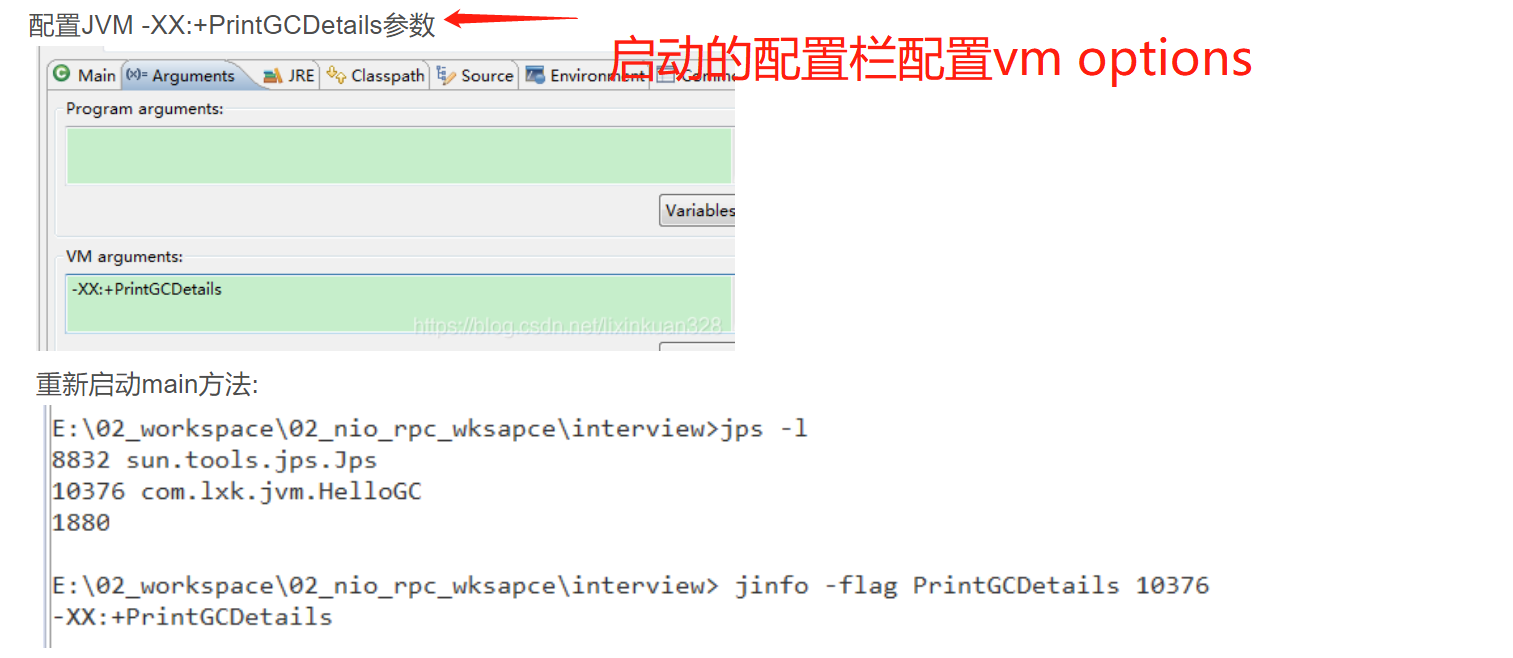 配置JVM -XX:+PrintGCDetails参数
启动的配置栏配置vm options
Main (x)= Arguments JRE Classpath Source Environment
Program arguments:
Variables
VM arguments:
-XX:+PrintGCDetails
https://blog.csdn.net/lixinkuan328
重新启动main方法:
E:\02_workspace\02_nio_rpc_wksapce\interview>jps -l
8832 sun.tools.jps.Jps
10376 com.lxk.jvm.HelloGC
1880
E:\02_workspace\02_nio_rpc_wksapce\interview> jinfo -flag PrintGCDetails 10376
-XX:+PrintGCDetails